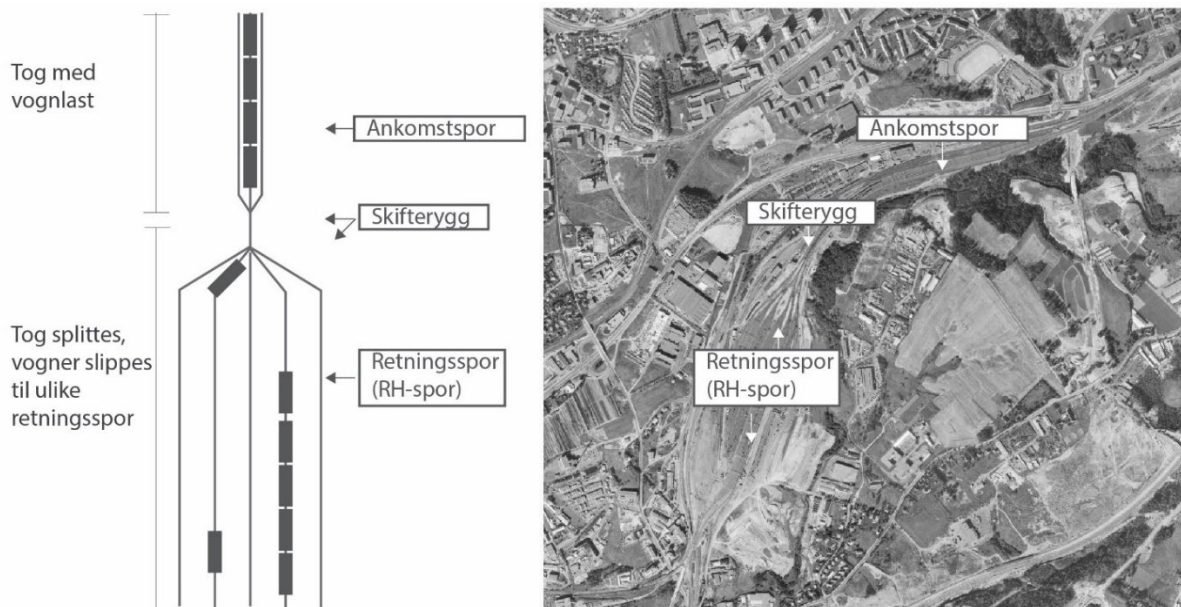 Tog med
vognlast
Ankomstspor
Skifterygg
Tog splittes,
vogner slippes
til ulike
retningsspor
Retningsspor
(RH-spor)
Ankomstspor
Skifterygg
Retningsspor
(RH-spor)